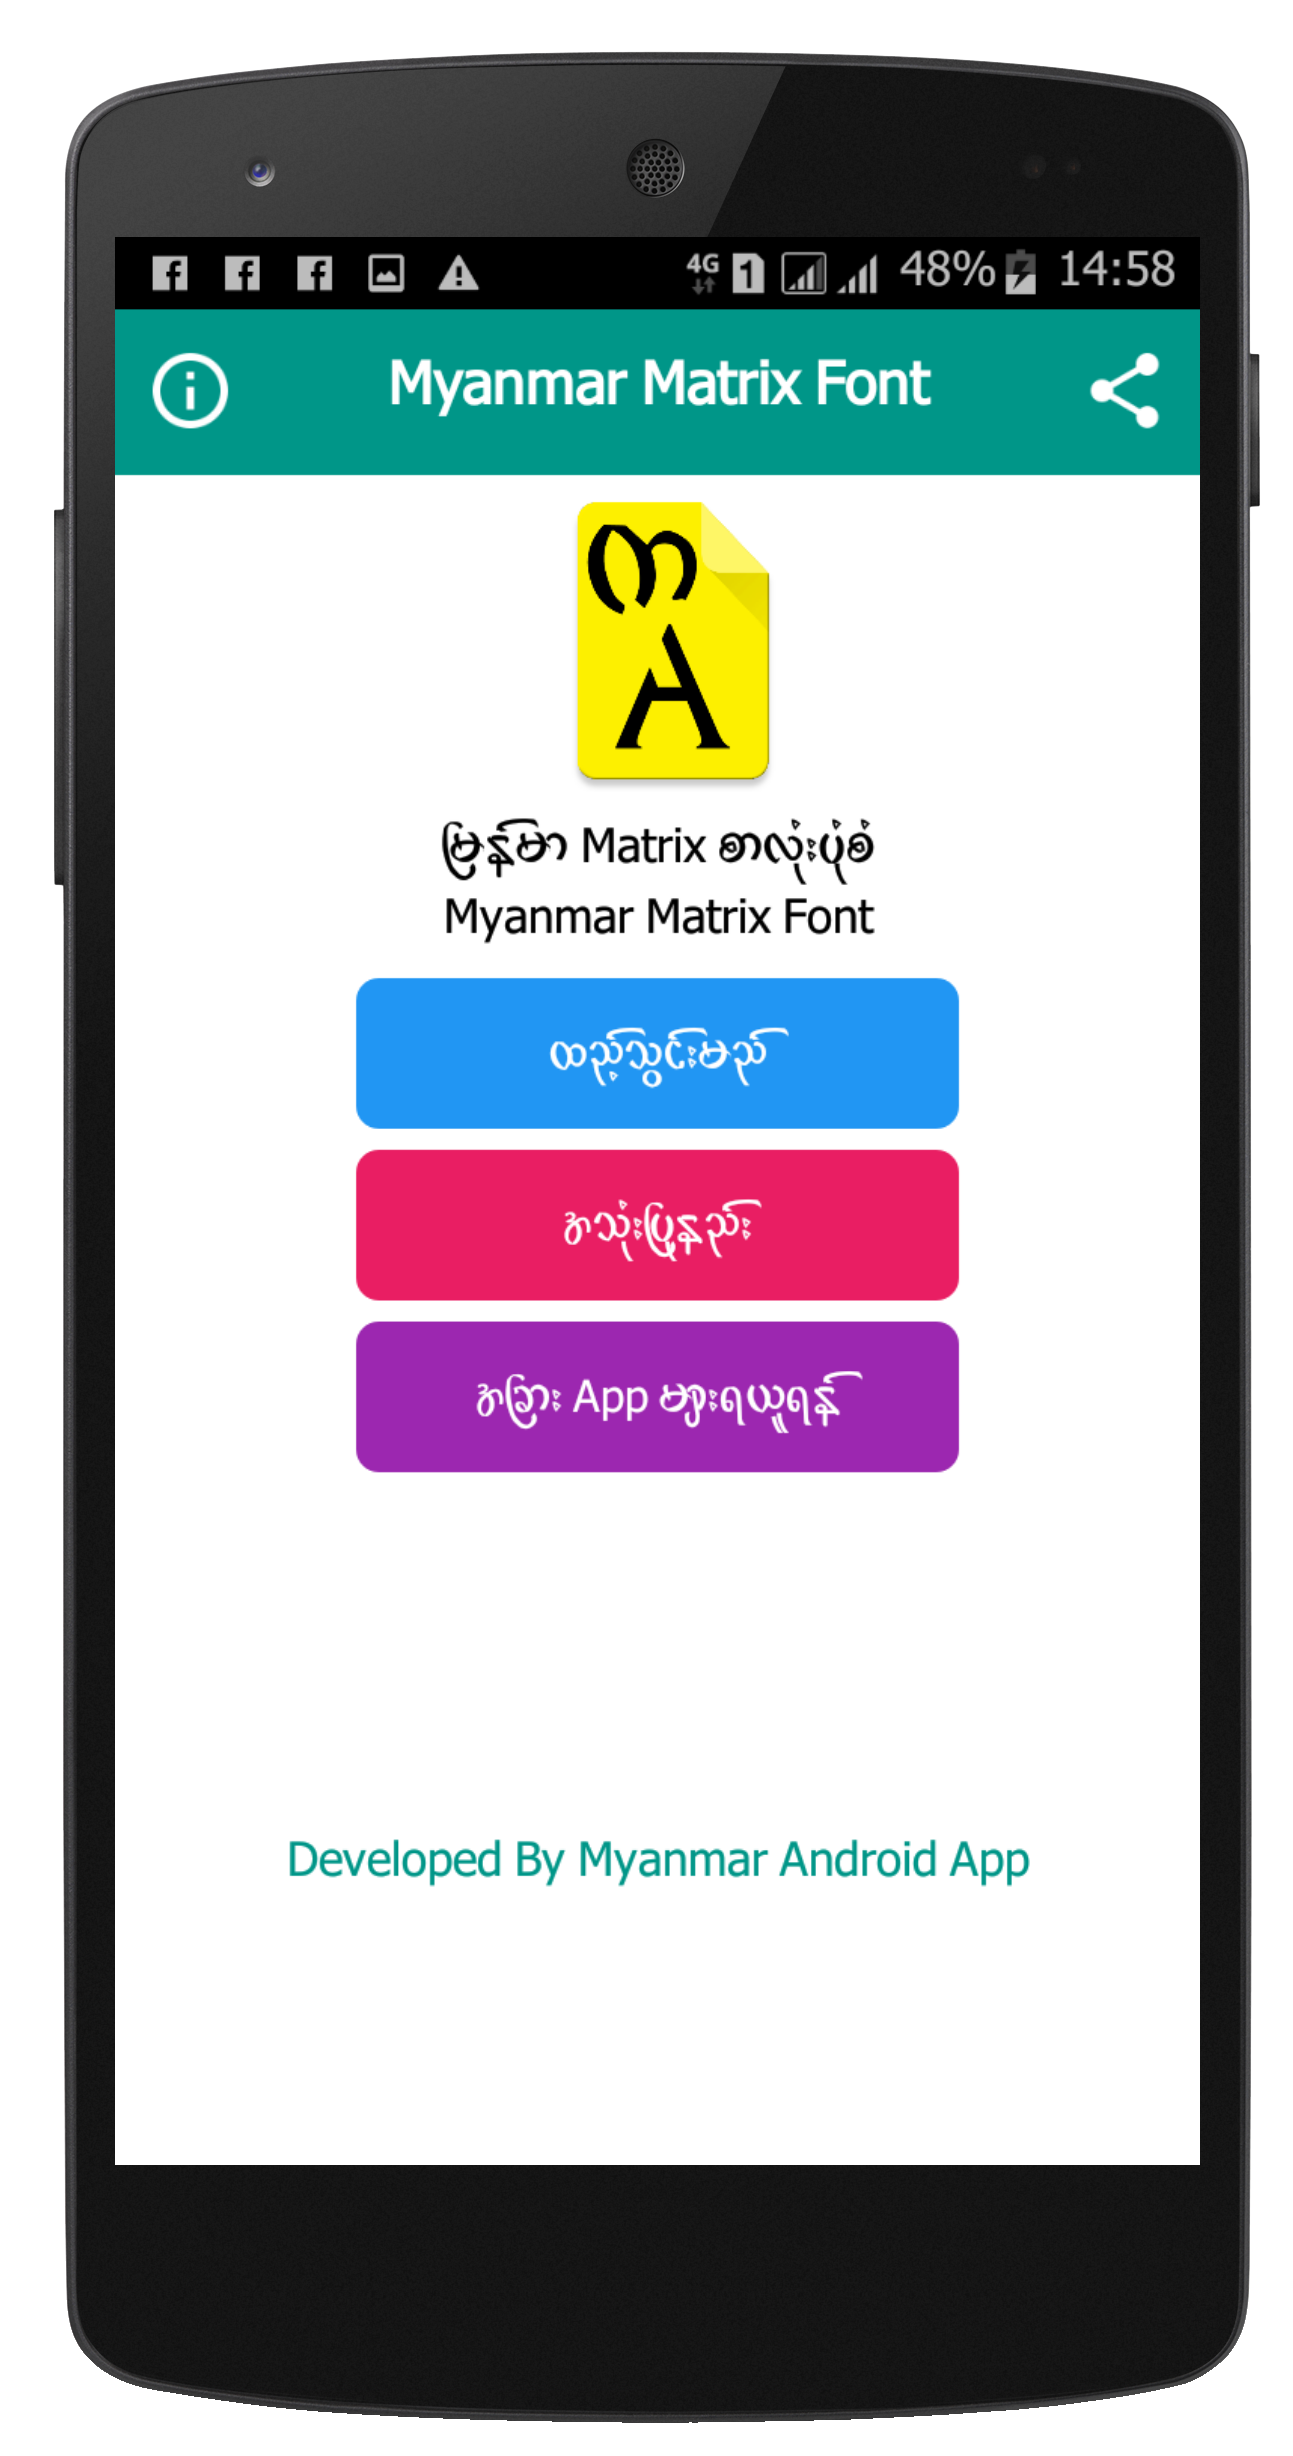 4G 1 48% 14:58
Myanmar Matrix Font
က
A
မြန်မာ Matrix စာလုံးပုံစံ
Myanmar Matrix Font
ထည့်သွင်းမည်
အသုံးပြုနည်း
အခြား App များရယူရန်
Developed By Myanmar Android App